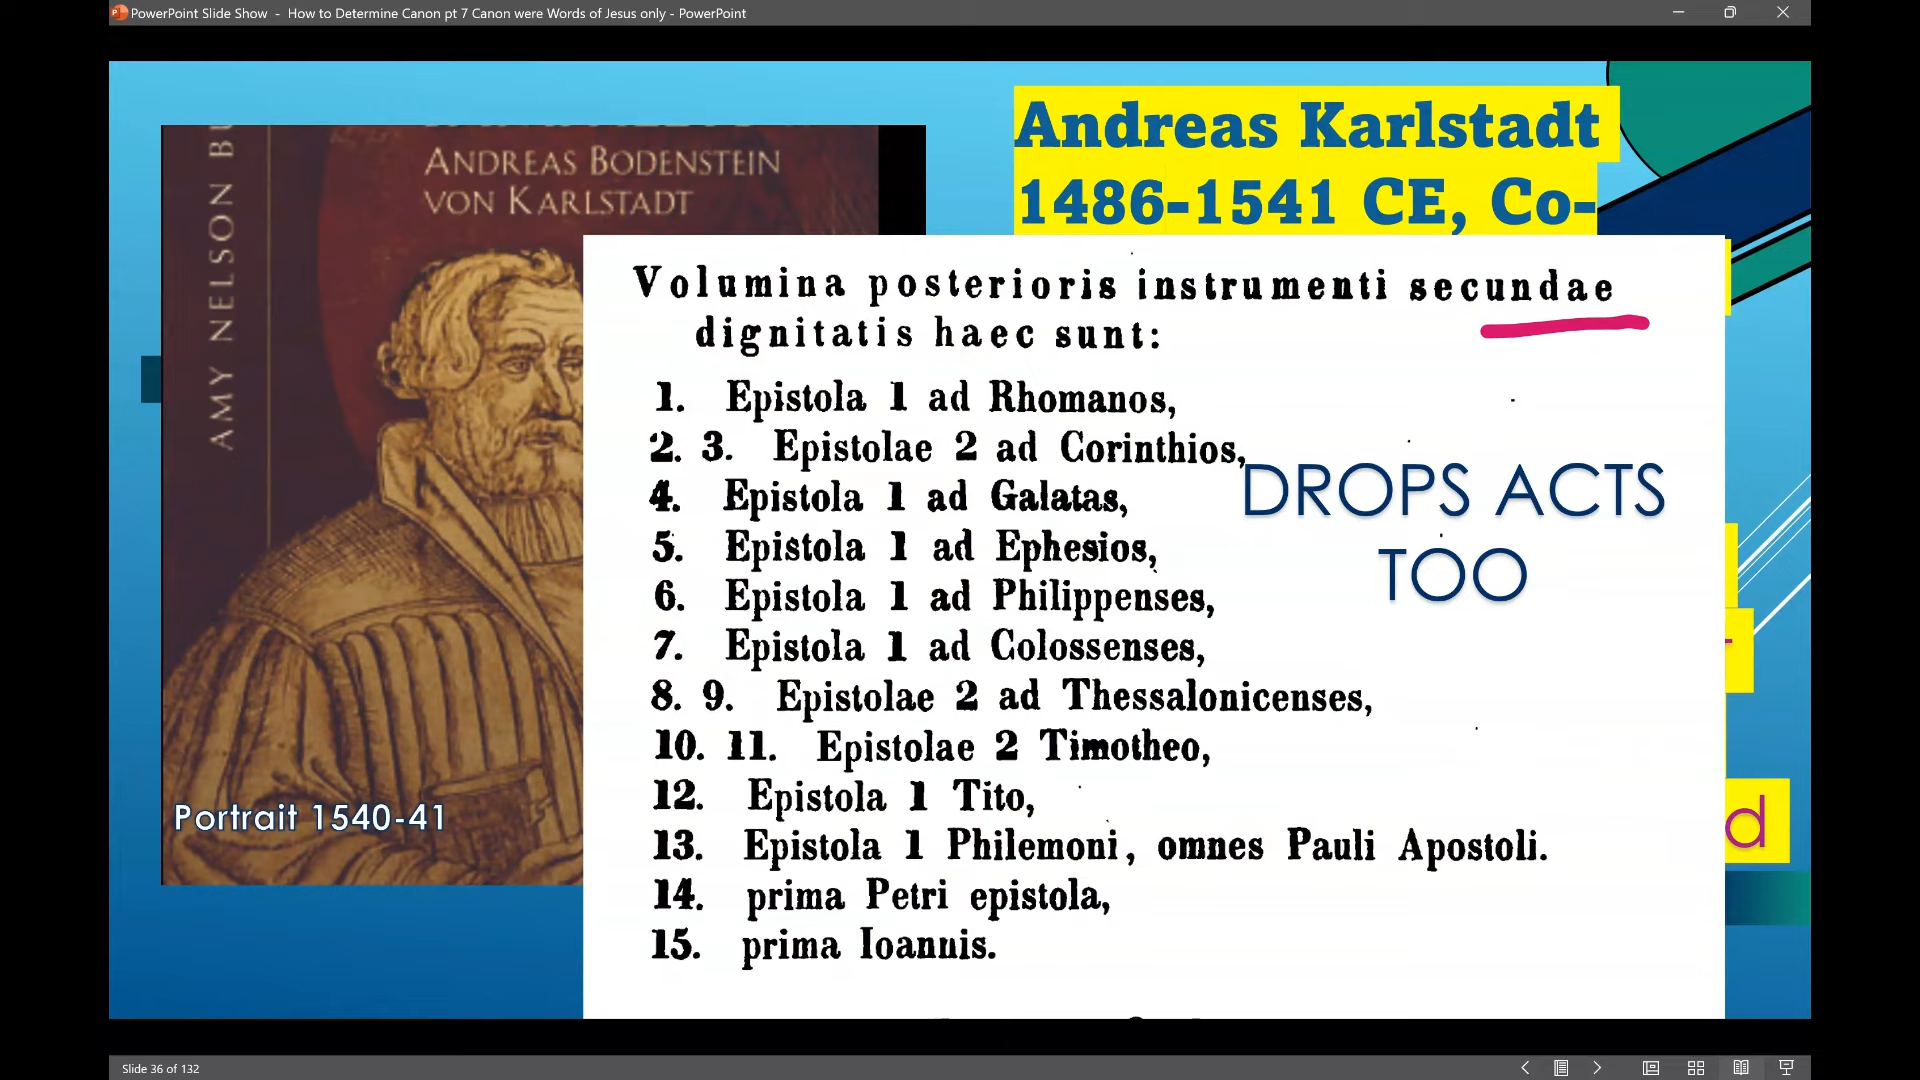 PowerPoint Slide Show - How to Determine Canon pt 7 Canon were Words of Jesus only - PowerPoint
Andreas Karlstadt
1486-1541 CE, Co-
ANDREAS BODENSTEIN
VON KARLSTADT
AMY NELSON BU
Volumina posterioris instrumenti secundae
dignitatis haec sunt:
1. Epistola 1 ad Rhomanos,
2. 3. Epistolae 2 ad Corinthios,
4. Epistola 1 ad Galatas,
5. Epistola 1 ad Ephesios,
6. Epistola 1 ad Philippenses,
7. Epistola 1 ad Colossenses,
8. 9. Epistolae 2 ad Thessalonicenses,
10. 11. Epistolae 2 Timotheo,
12. Epistola 1 Tito,
13. Epistola 1 Philemoni, omnes Pauli Apostoli.
14. prima Petri epistola,
15. prima Ioannis.
DROPS ACTS
TOO
d
Portrait 1540-41
Slide 36 of 132